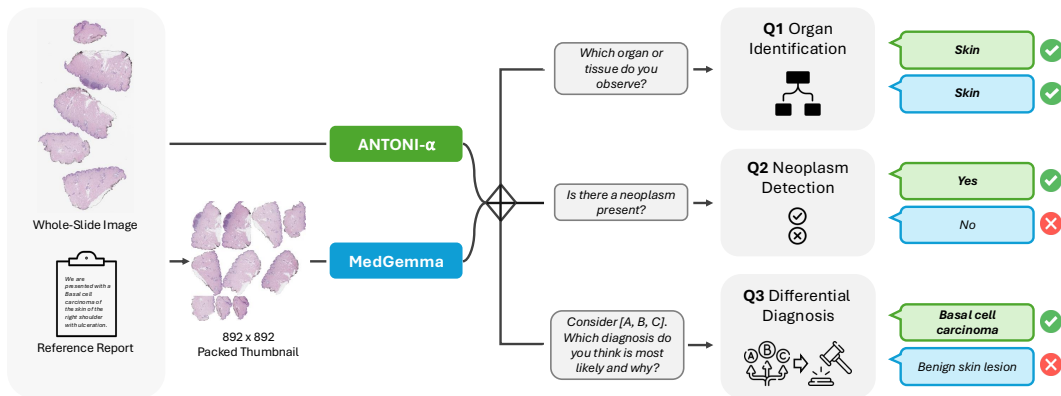 Whole-Slide Image
We are
presented with a
Basal cell
carcinoma of
the skin of the
right shoulder
with ulceration.
Reference Report
892 x 892
Packed Thumbnail
ANTONI-α
MedGemma
Which organ or
tissue do you
observe?
Is there a neoplasm
present?
Consider [A, B, C].
Which diagnosis do
you think is most
likely and why?
Q1 Organ
Identification
Skin
Skin
Q2 Neoplasm
Detection
Yes
No
Q3 Differential
Diagnosis
A
B
C
Basal cell
carcinoma
Benign skin lesion